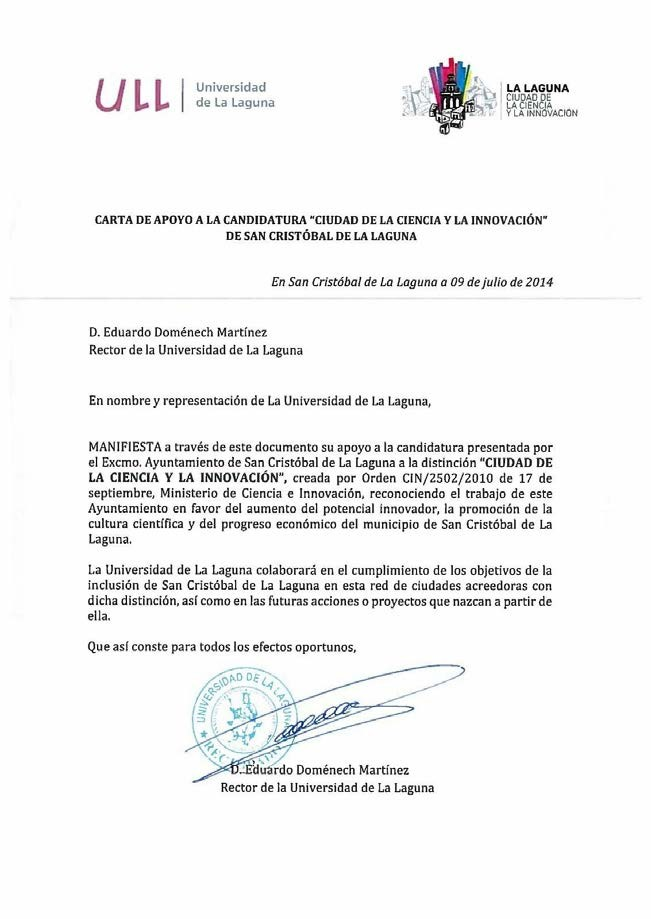 ULL
Universidad
de La Laguna
LA LAGUNA
CIUDAD DE
LA CIENCIA
Y LA INNOVACIÓN
CARTA DE APOYO A LA CANDIDATURA "CIUDAD DE LA CIENCIA Y LA INNOVACIÓN"
DE SAN CRISTÓBAL DE LA LAGUNA
En San Cristóbal de La Laguna a 09 de julio de 2014
D. Eduardo Doménech Martínez
Rector de la Universidad de La Laguna
En nombre y representación de La Universidad de La Laguna,
MANIFIESTA a través de este documento su apoyo a la candidatura presentada por
el Excmo. Ayuntamiento de San Cristóbal de La Laguna a la distinción "CIUDAD DE
LA CIENCIA Y LA INNOVACIÓN", creada por Orden CIN/2502/2010 de 17 de
septiembre, Ministerio de Ciencia e Innovación, reconociendo el trabajo de este
Ayuntamiento en favor del aumento del potencial innovador, la promoción de la
cultura científica y del progreso económico del municipio de San Cristóbal de La
Laguna.
La Universidad de La Laguna colaborará en el cumplimiento de los objetivos de la
inclusión de San Cristóbal de La Laguna en esta red de ciudades acreedoras con
dicha distinción, así como en las futuras acciones o proyectos que nazcan a partir de
ella.
Que así conste para todos los efectos oportunos,
UNIVERSIDAD DE LA LAGUNA
RECTORADO
D. Eduardo Doménech Martínez
Rector de la Universidad de La Laguna